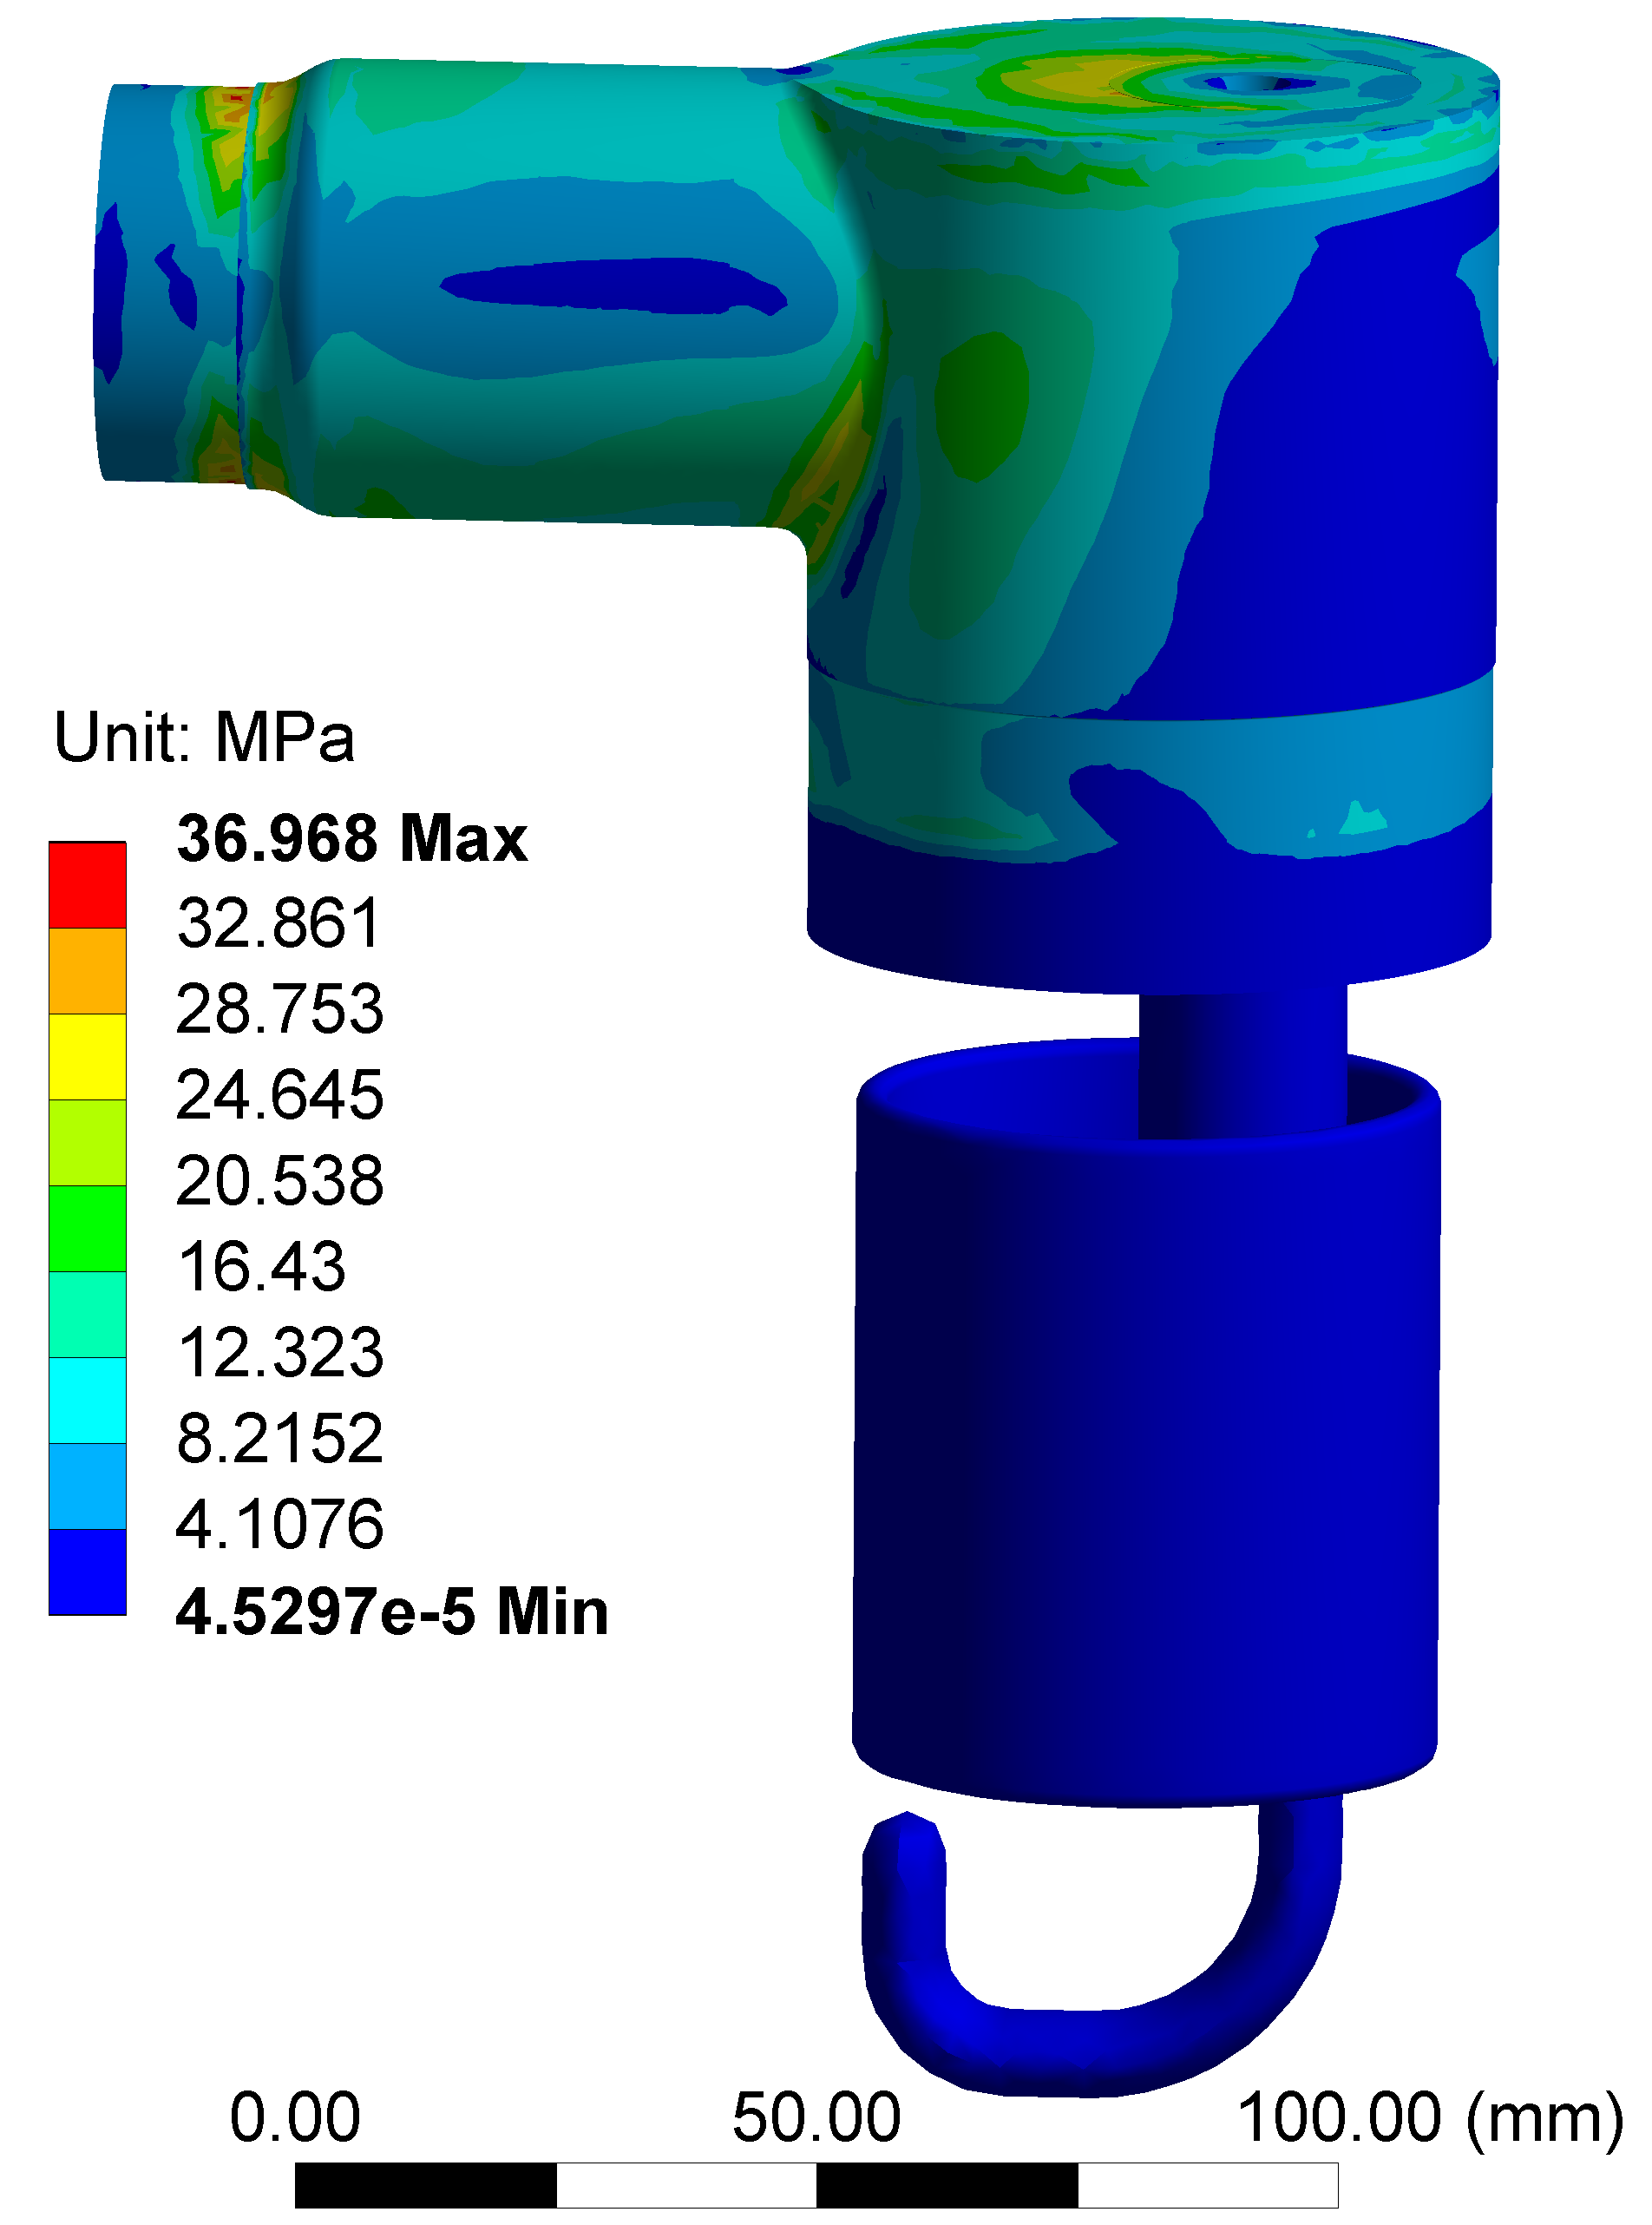 Unit: MPa
36.968 Max
32.861
28.753
24.645
20.538
16.43
12.323
8.2152
4.1076
4.5297e-5 Min
0.00 50.00 100.00 (mm)